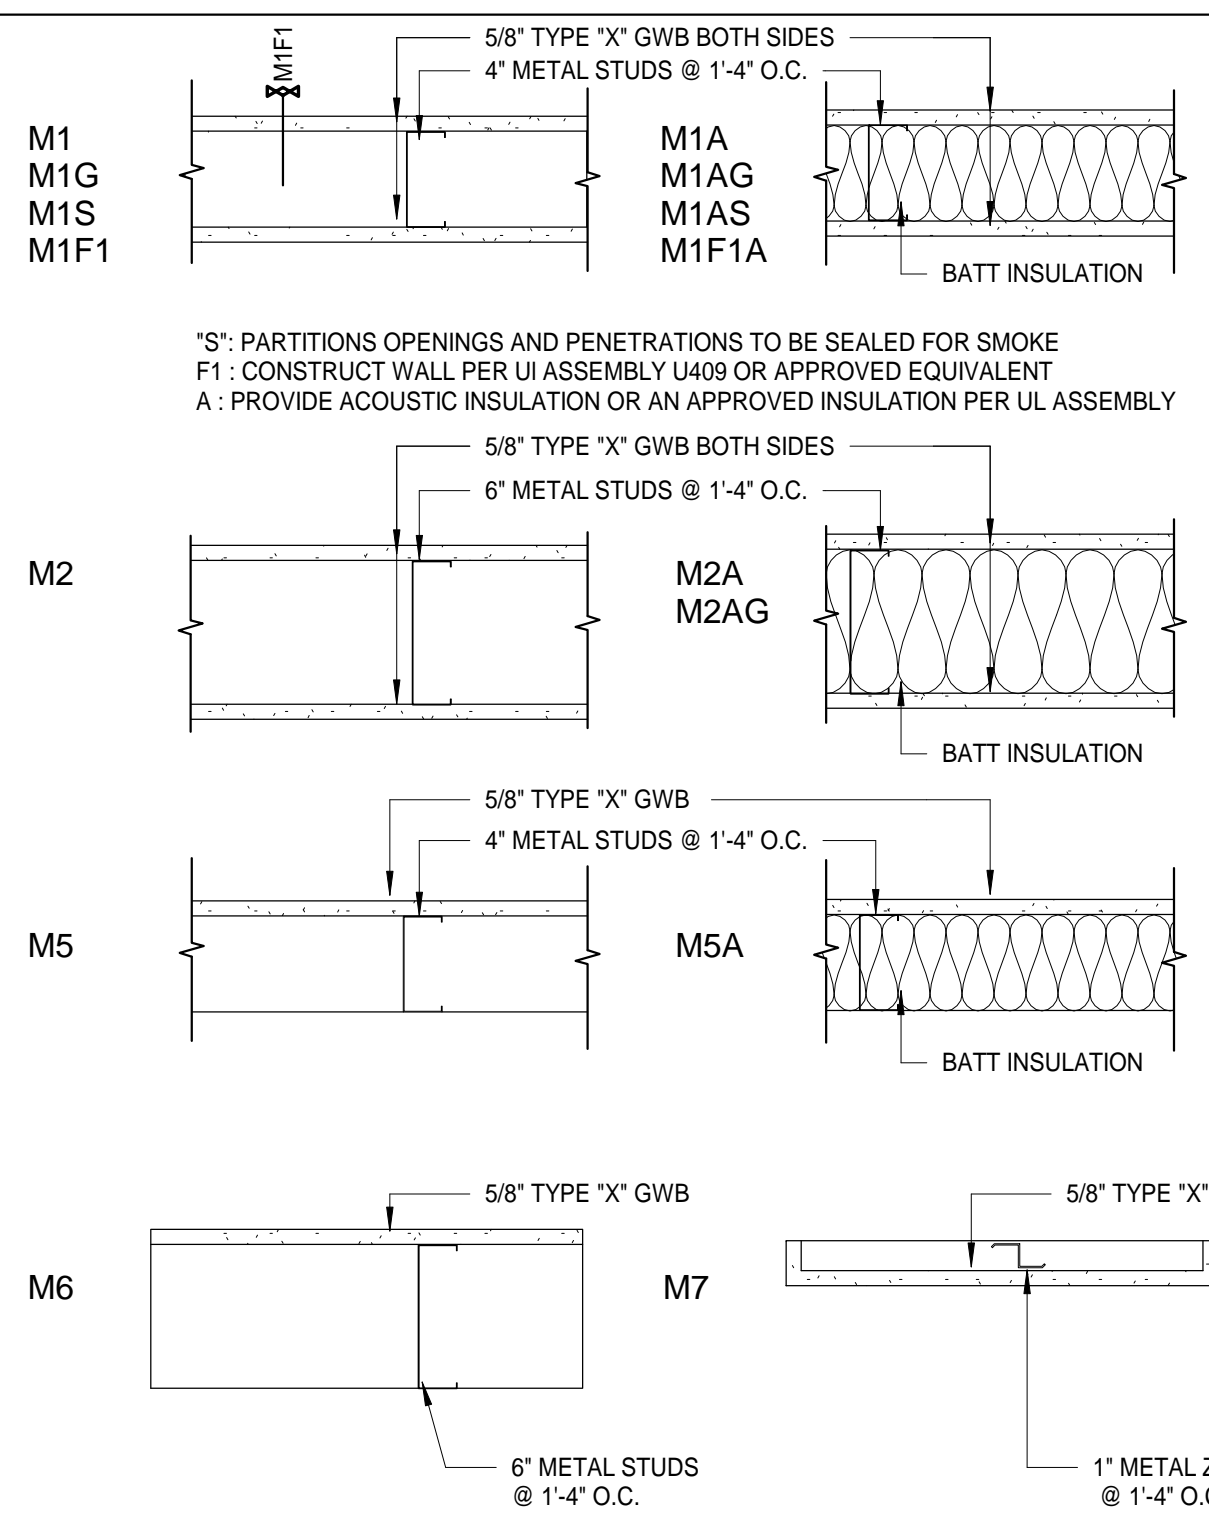 M1F1
5/8" TYPE "X" GWB BOTH SIDES
4" METAL STUDS @ 1'-4" O.C.
M1
M1G
M1S
M1F1
M1A
M1AG
M1AS
M1F1A
BATT INSULATION
"S": PARTITIONS OPENINGS AND PENETRATIONS TO BE SEALED FOR SMOKE
F1 : CONSTRUCT WALL PER UI ASSEMBLY U409 OR APPROVED EQUIVALENT
A : PROVIDE ACOUSTIC INSULATION OR AN APPROVED INSULATION PER UL ASSEMBLY
5/8" TYPE "X" GWB BOTH SIDES
6" METAL STUDS @ 1'-4" O.C.
M2
M2A
M2AG
BATT INSULATION
5/8" TYPE "X" GWB
4" METAL STUDS @ 1'-4" O.C.
M5
M5A
BATT INSULATION
5/8" TYPE "X" GWB
5/8" TYPE "X"
M6
M7
6" METAL STUDS
@ 1'-4" O.C.
1" METAL Z
@ 1'-4" O.C